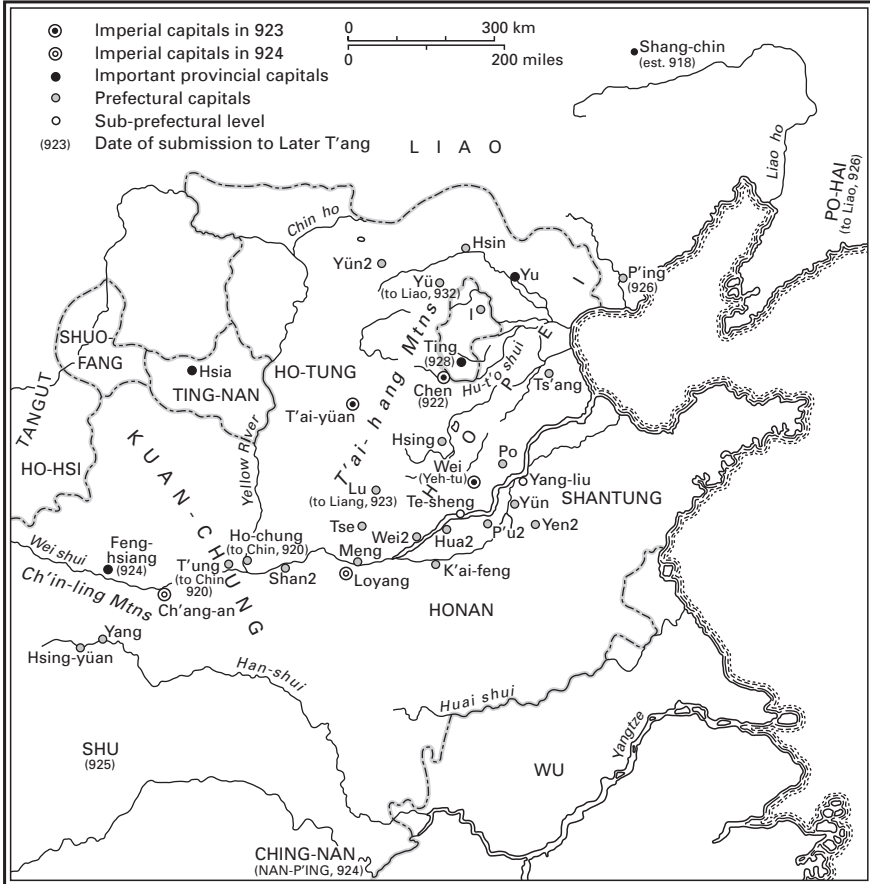 Imperial capitals in 923
Imperial capitals in 924
Important provincial capitals
Prefectural capitals
Sub-prefectural level
(923) Date of submission to Later T'ang
0 300 km
0 200 miles
Shang-chin
(est. 918)
L I A O
Liao ho
PO-HAI
(to Liao, 926)
Chin ho
Hsin
Yün2
Yü
(to Liao, 932)
Yu
P'ing
(926)
I
Ting
(928)
Chen
(922)
Hu-t'o shui
Ts'ang
H O P E I
SHUO-
FANG
Hsia
TING-NAN
HO-TUNG
T'ai-yüan
T'ai-hang Mtns
TANGUT
HO-HSI
KUAN-CHUNG
Yellow River
Hsing
Po
Wei
(Yeh-tu)
Yang-liu
Te-sheng
Yün
SHANTUNG
Lu
(to Liang, 923)
Tse
Wei2
Hua2
P'u2
Yen2
Wei shui
Feng-
hsiang
(924)
T'ung
(to Chin
920)
Ho-chung
(to Chin, 920)
Shan2
Meng
Loyang
K'ai-feng
Ch'in-ling Mtns
Ch'ang-an
HONAN
Yang
Hsing-yüan
Han-shui
Huai shui
Yangtze
SHU
(925)
WU
CHING-NAN
(NAN-P'ING, 924)